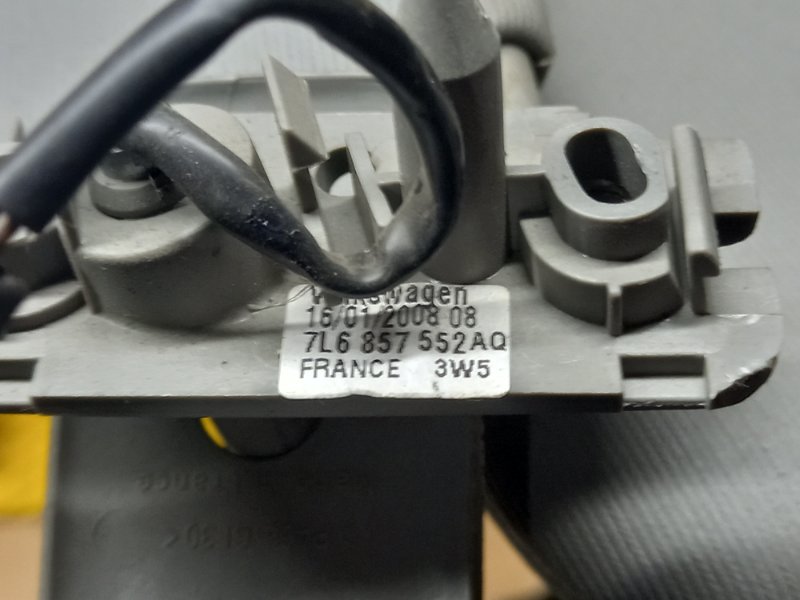 Volkswagen
16/01/2008 08
7L6 857 552AQ
FRANCE 3W5